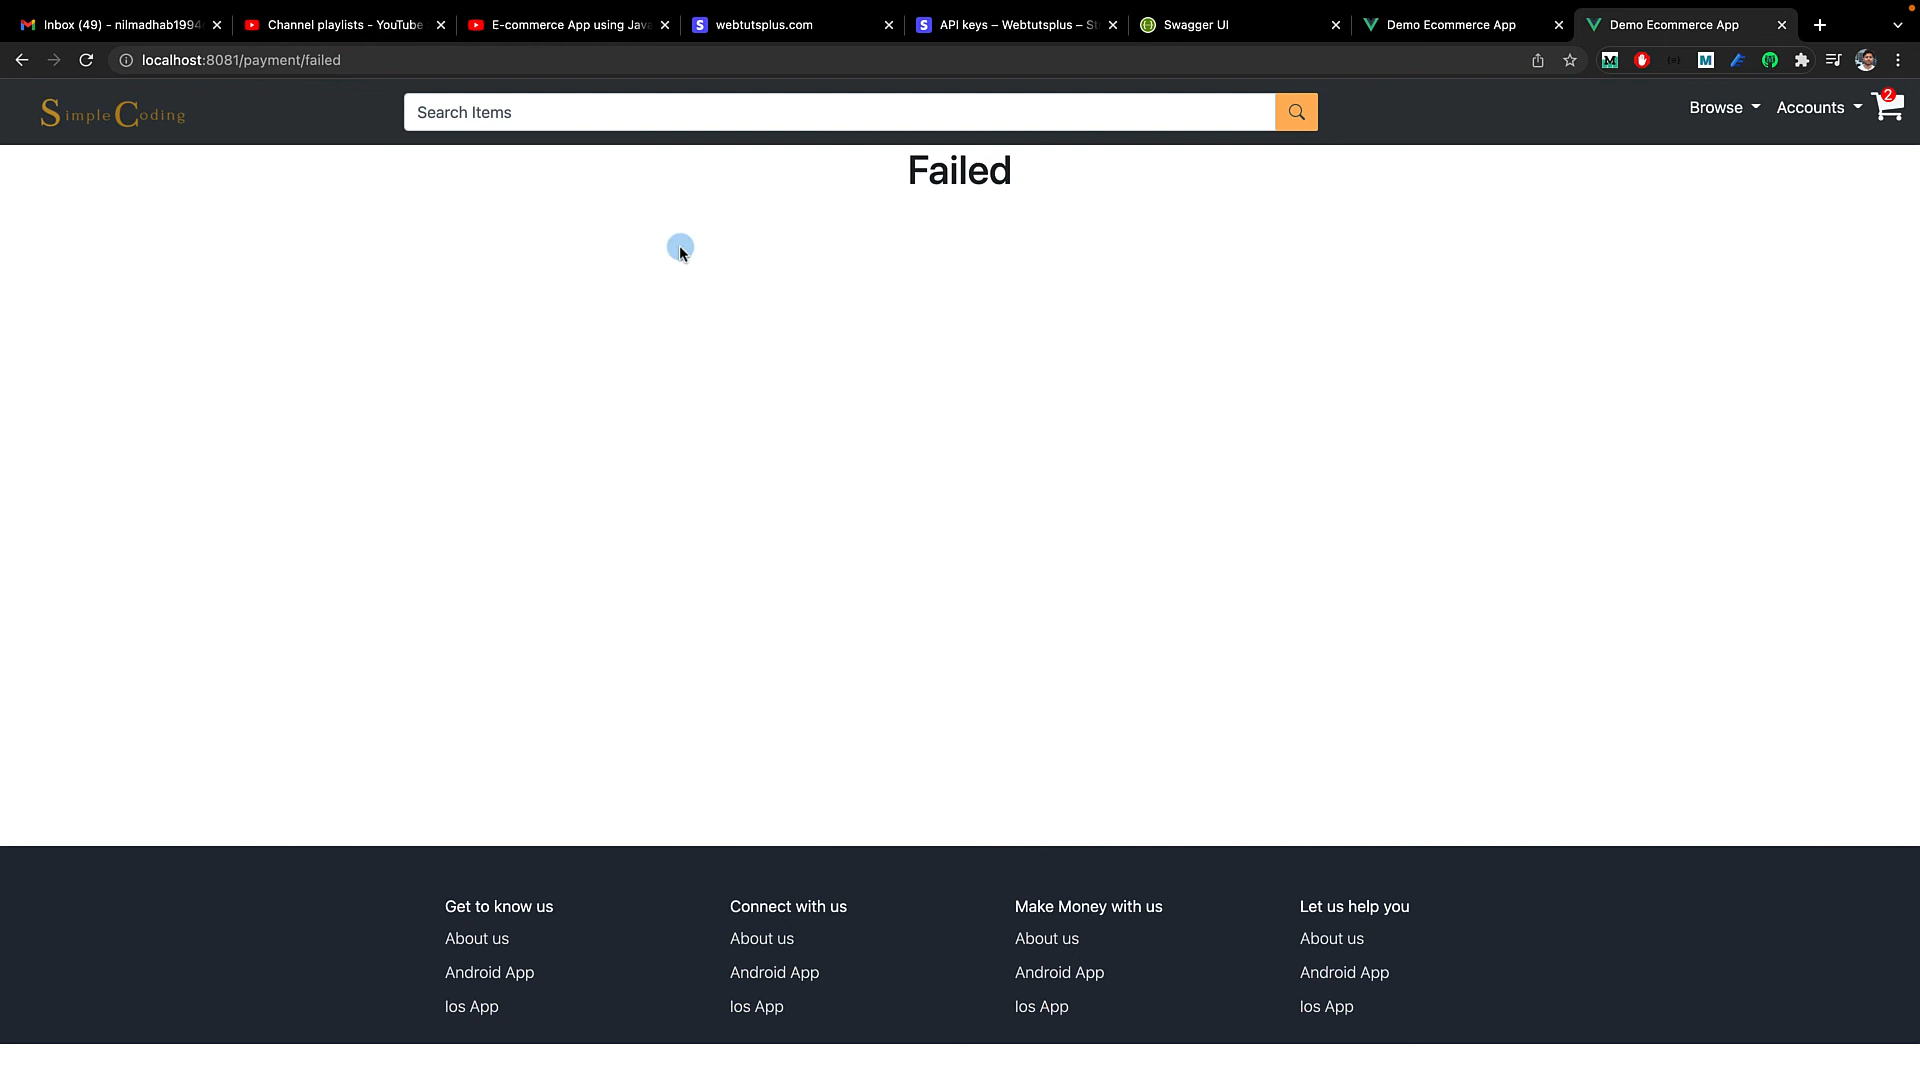 Inbox (49) - nilmadhab1994
Channel playlists - YouTube
E-commerce App using Java
webtutsplus.com
API keys – Webtutsplus – St
Swagger UI
Demo Ecommerce App
Demo Ecommerce App
localhost:8081/payment/failed
Simple Coding
Search Items
Browse
Accounts
2
Failed
Get to know us
About us
Android App
Ios App
Connect with us
About us
Android App
Ios App
Make Money with us
About us
Android App
Ios App
Let us help you
About us
Android App
Ios App